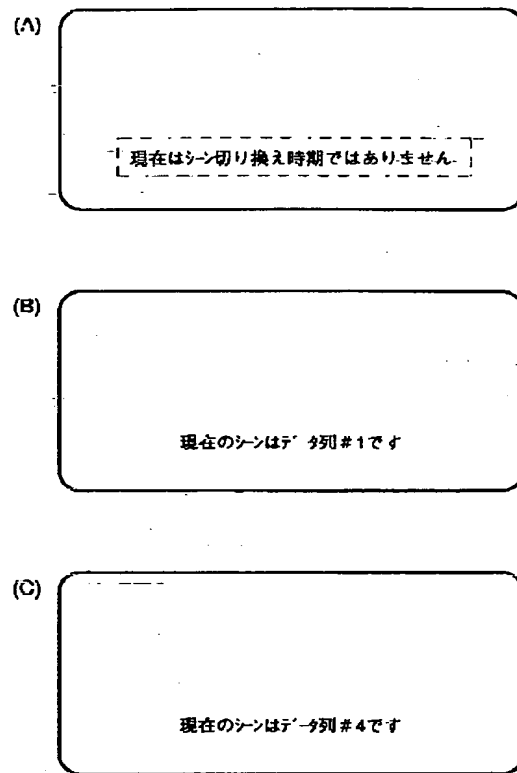 (A)
現在はシーン切り換え時期ではありません
(B)
現在のシーンはデータ列#1です
(C)
現在のシーンはデータ列#4です